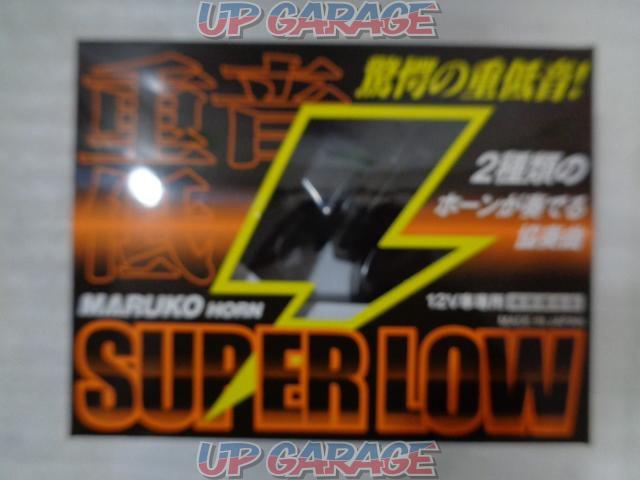 UP GARAGE
重低音
驚愕の重低音!!
2種類の
ホーンが奏でる
協奏曲
MARUKO HORN
12V車専用
MADE IN JAPAN
SUPER LOW
UP GARAGE